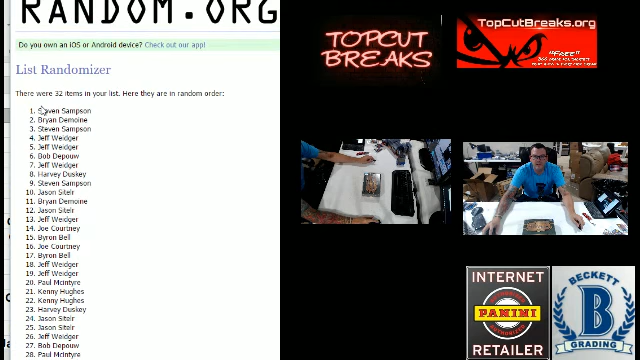 RANDOM.ORG
Do you own an iOS or Android device? Check out our app!
List Randomizer
There were 32 items in your list. Here they are in random order:
1. Steven Sampson
2. Bryan Demoine
3. Steven Sampson
4. Jeff Weidger
5. Jeff Weidger
6. Bob Depouw
7. Jeff Weidger
8. Harvey Duskey
9. Steven Sampson
10. Jason Sitelr
11. Bryan Demoine
12. Jason Sitelr
13. Jeff Weidger
14. Joe Courtney
15. Byron Bell
16. Joe Courtney
17. Byron Bell
18. Jeff Weidger
19. Jeff Weidger
20. Paul Mcintyre
21. Kenny Hughes
22. Kenny Hughes
23. Harvey Duskey
24. Jason Sitelr
25. Jason Sitelr
26. Jeff Weidger
27. Bob Depouw
28. Paul Mcintyre
TOPCUT
BREAKS
TopCutBreaks.org
"Free"
INTERNET
PANINI
RETAILER
BECKETT
B
GRADING